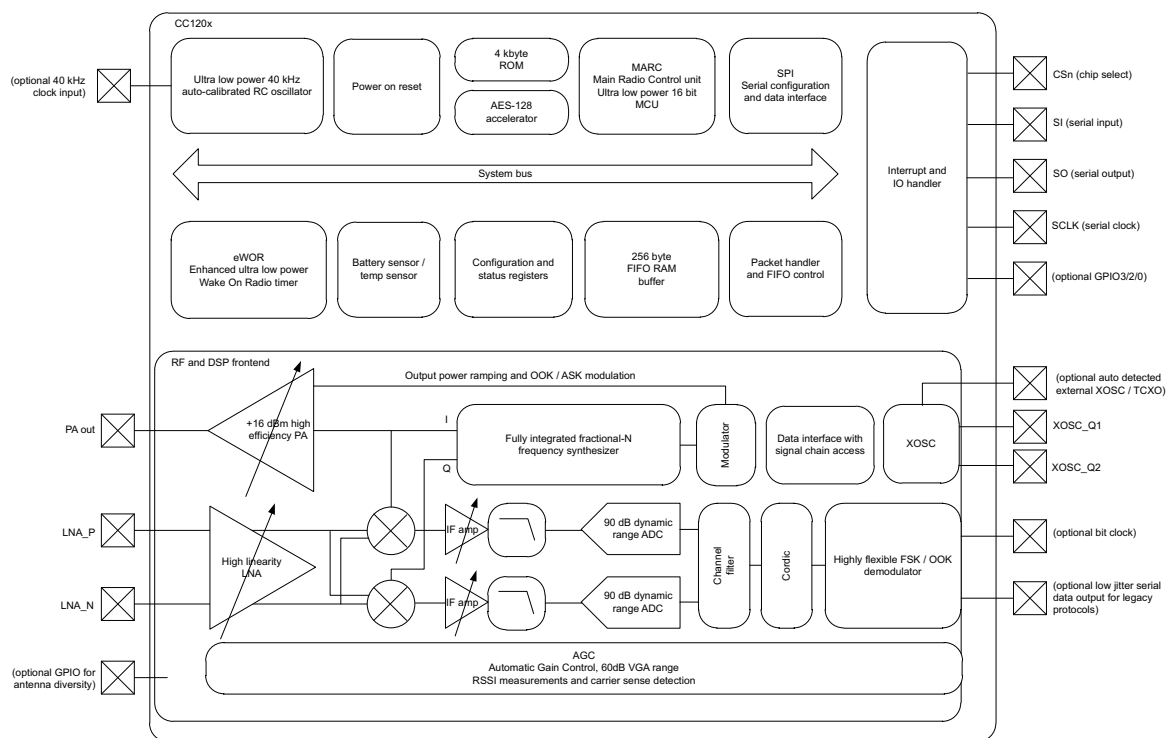 CC120x
(optional 40 kHz
clock input)
Ultra low power 40 kHz
auto-calibrated RC oscillator
Power on reset
4 kbyte
ROM
AES-128
accelerator
MARC
Main Radio Control unit
Ultra low power 16 bit
MCU
SPI
Serial configuration
and data interface
Interrupt and
IO handler
CSn (chip select)
SI (serial input)
SO (serial output)
SCLK (serial clock)
(optional GPIO3/2/0)
System bus
eWOR
Enhanced ultra low power
Wake On Radio timer
Battery sensor /
temp sensor
Configuration and
status registers
256 byte
FIFO RAM
buffer
Packet handler
and FIFO control
RF and DSP frontend
Output power ramping and OOK / ASK modulation
(optional auto detected
external XOSC / TCXO)
PA out
+16 dBm high
efficiency PA
I
Q
Fully integrated fractional-N
frequency synthesizer
Modulator
Data interface with
signal chain access
XOSC
XOSC_Q1
XOSC_Q2
LNA_P
LNA_N
High linearity
LNA
IF amp
90 dB dynamic
range ADC
IF amp
90 dB dynamic
range ADC
Channel
filter
Cordic
Highly flexible FSK / OOK
demodulator
(optional bit clock)
(optional low jitter serial
data output for legacy
protocols)
(optional GPIO for
antenna diversity)
AGC
Automatic Gain Control, 60dB VGA range
RSSI measurements and carrier sense detection